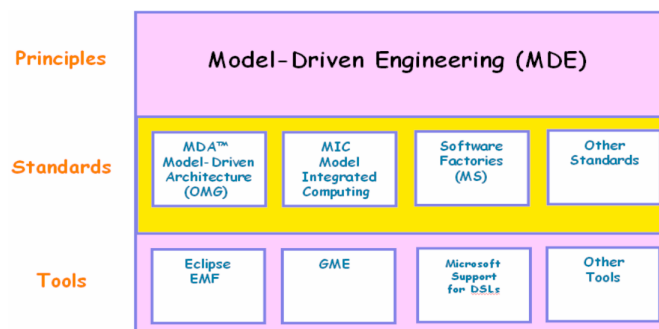 Principles
Model-Driven Engineering (MDE)
Standards
MDA™
Model-Driven
Architecture
(OMG)
MIC
Model
Integrated
Computing
Software
Factories
(MS)
Other
Standards
Tools
Eclipse
EMF
GME
Microsoft
Support
for DSLs
Other
Tools